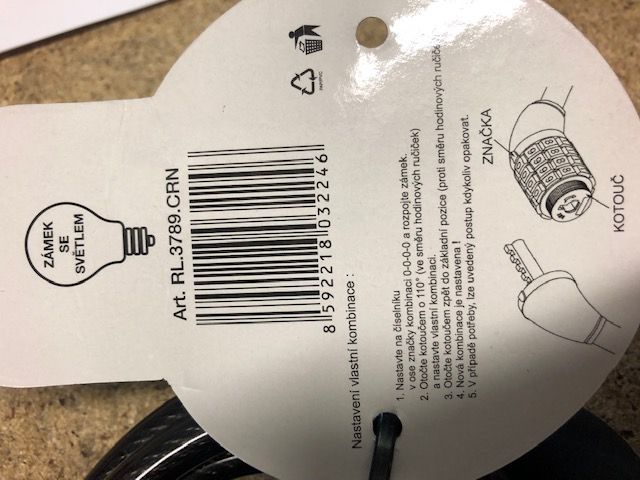 ZÁMEK
SE
SVĚTLEM
Art. RL.3789.CRN
8 592218 032246
Nastavení vlastní kombinace :
1. Nastavte na číselníku
v ose značky kombinaci 0-0-0-0 a rozpojte zámek.
2. Otočte kotoučem o 110° (ve směru hodinových ručiček)
a nastavte vlastní kombinaci.
3. Otočte kotoučem zpět do základní pozice (proti směru hodinových ručiček
4. Nová kombinace je nastavena !
5. V případě potřeby, lze uvedený postup kdykoliv opakovat.
ZNAČKA
KOTOUČ